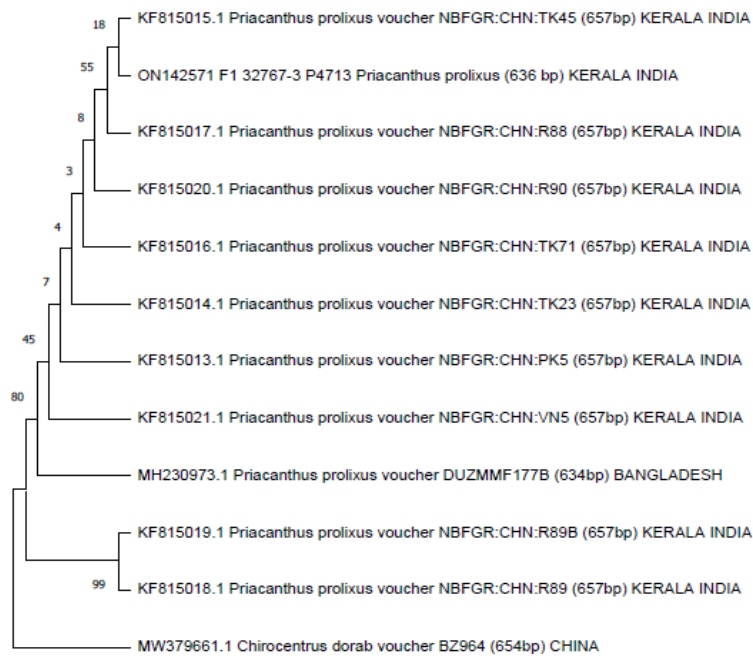 18
KF815015.1 Priacanthus prolixus voucher NBFGR:CHN:TK45 (657bp) KERALA INDIA
55
ON142571 F1 32767-3 P4713 Priacanthus prolixus (636 bp) KERALA INDIA
8
KF815017.1 Priacanthus prolixus voucher NBFGR:CHN:R88 (657bp) KERALA INDIA
3
KF815020.1 Priacanthus prolixus voucher NBFGR:CHN:R90 (657bp) KERALA INDIA
4
KF815016.1 Priacanthus prolixus voucher NBFGR:CHN:TK71 (657bp) KERALA INDIA
7
KF815014.1 Priacanthus prolixus voucher NBFGR:CHN:TK23 (657bp) KERALA INDIA
45
KF815013.1 Priacanthus prolixus voucher NBFGR:CHN:PK5 (657bp) KERALA INDIA
80
KF815021.1 Priacanthus prolixus voucher NBFGR:CHN:VN5 (657bp) KERALA INDIA
MH230973.1 Priacanthus prolixus voucher DUZMMF177B (634bp) BANGLADESH
KF815019.1 Priacanthus prolixus voucher NBFGR:CHN:R89B (657bp) KERALA INDIA
99
KF815018.1 Priacanthus prolixus voucher NBFGR:CHN:R89 (657bp) KERALA INDIA
MW379661.1 Chirocentrus dorab voucher BZ964 (654bp) CHINA